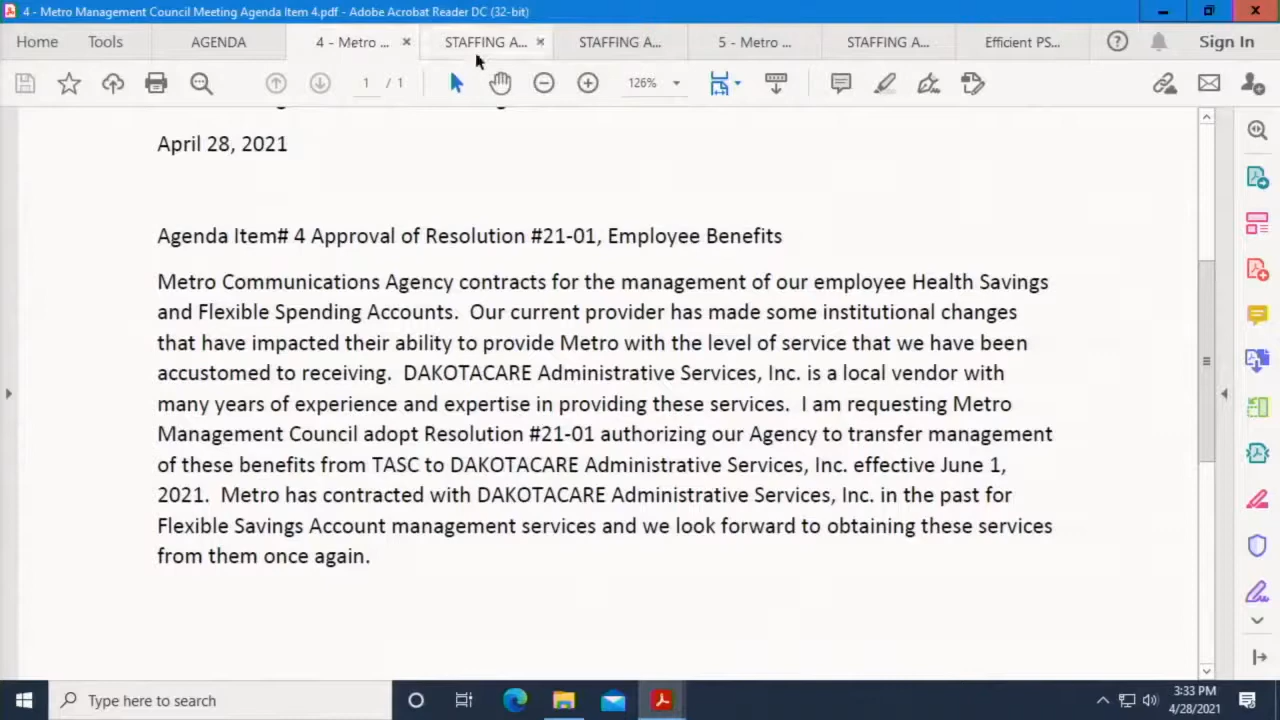 4 - Metro Management Council Meeting Agenda Item 4.pdf - Adobe Acrobat Reader DC (32-bit)
Home Tools AGENDA 4 - Metro ... STAFFING A... STAFFING A... 5 - Metro ... STAFFING A... Efficient PS... Sign In
1 / 1 126%
April 28, 2021
Agenda Item# 4 Approval of Resolution #21-01, Employee Benefits
Metro Communications Agency contracts for the management of our employee Health Savings
and Flexible Spending Accounts. Our current provider has made some institutional changes
that have impacted their ability to provide Metro with the level of service that we have been
accustomed to receiving. DAKOTACARE Administrative Services, Inc. is a local vendor with
many years of experience and expertise in providing these services. I am requesting Metro
Management Council adopt Resolution #21-01 authorizing our Agency to transfer management
of these benefits from TASC to DAKOTACARE Administrative Services, Inc. effective June 1,
2021. Metro has contracted with DAKOTACARE Administrative Services, Inc. in the past for
Flexible Savings Account management services and we look forward to obtaining these services
from them once again.
Type here to search
3:33 PM
4/28/2021